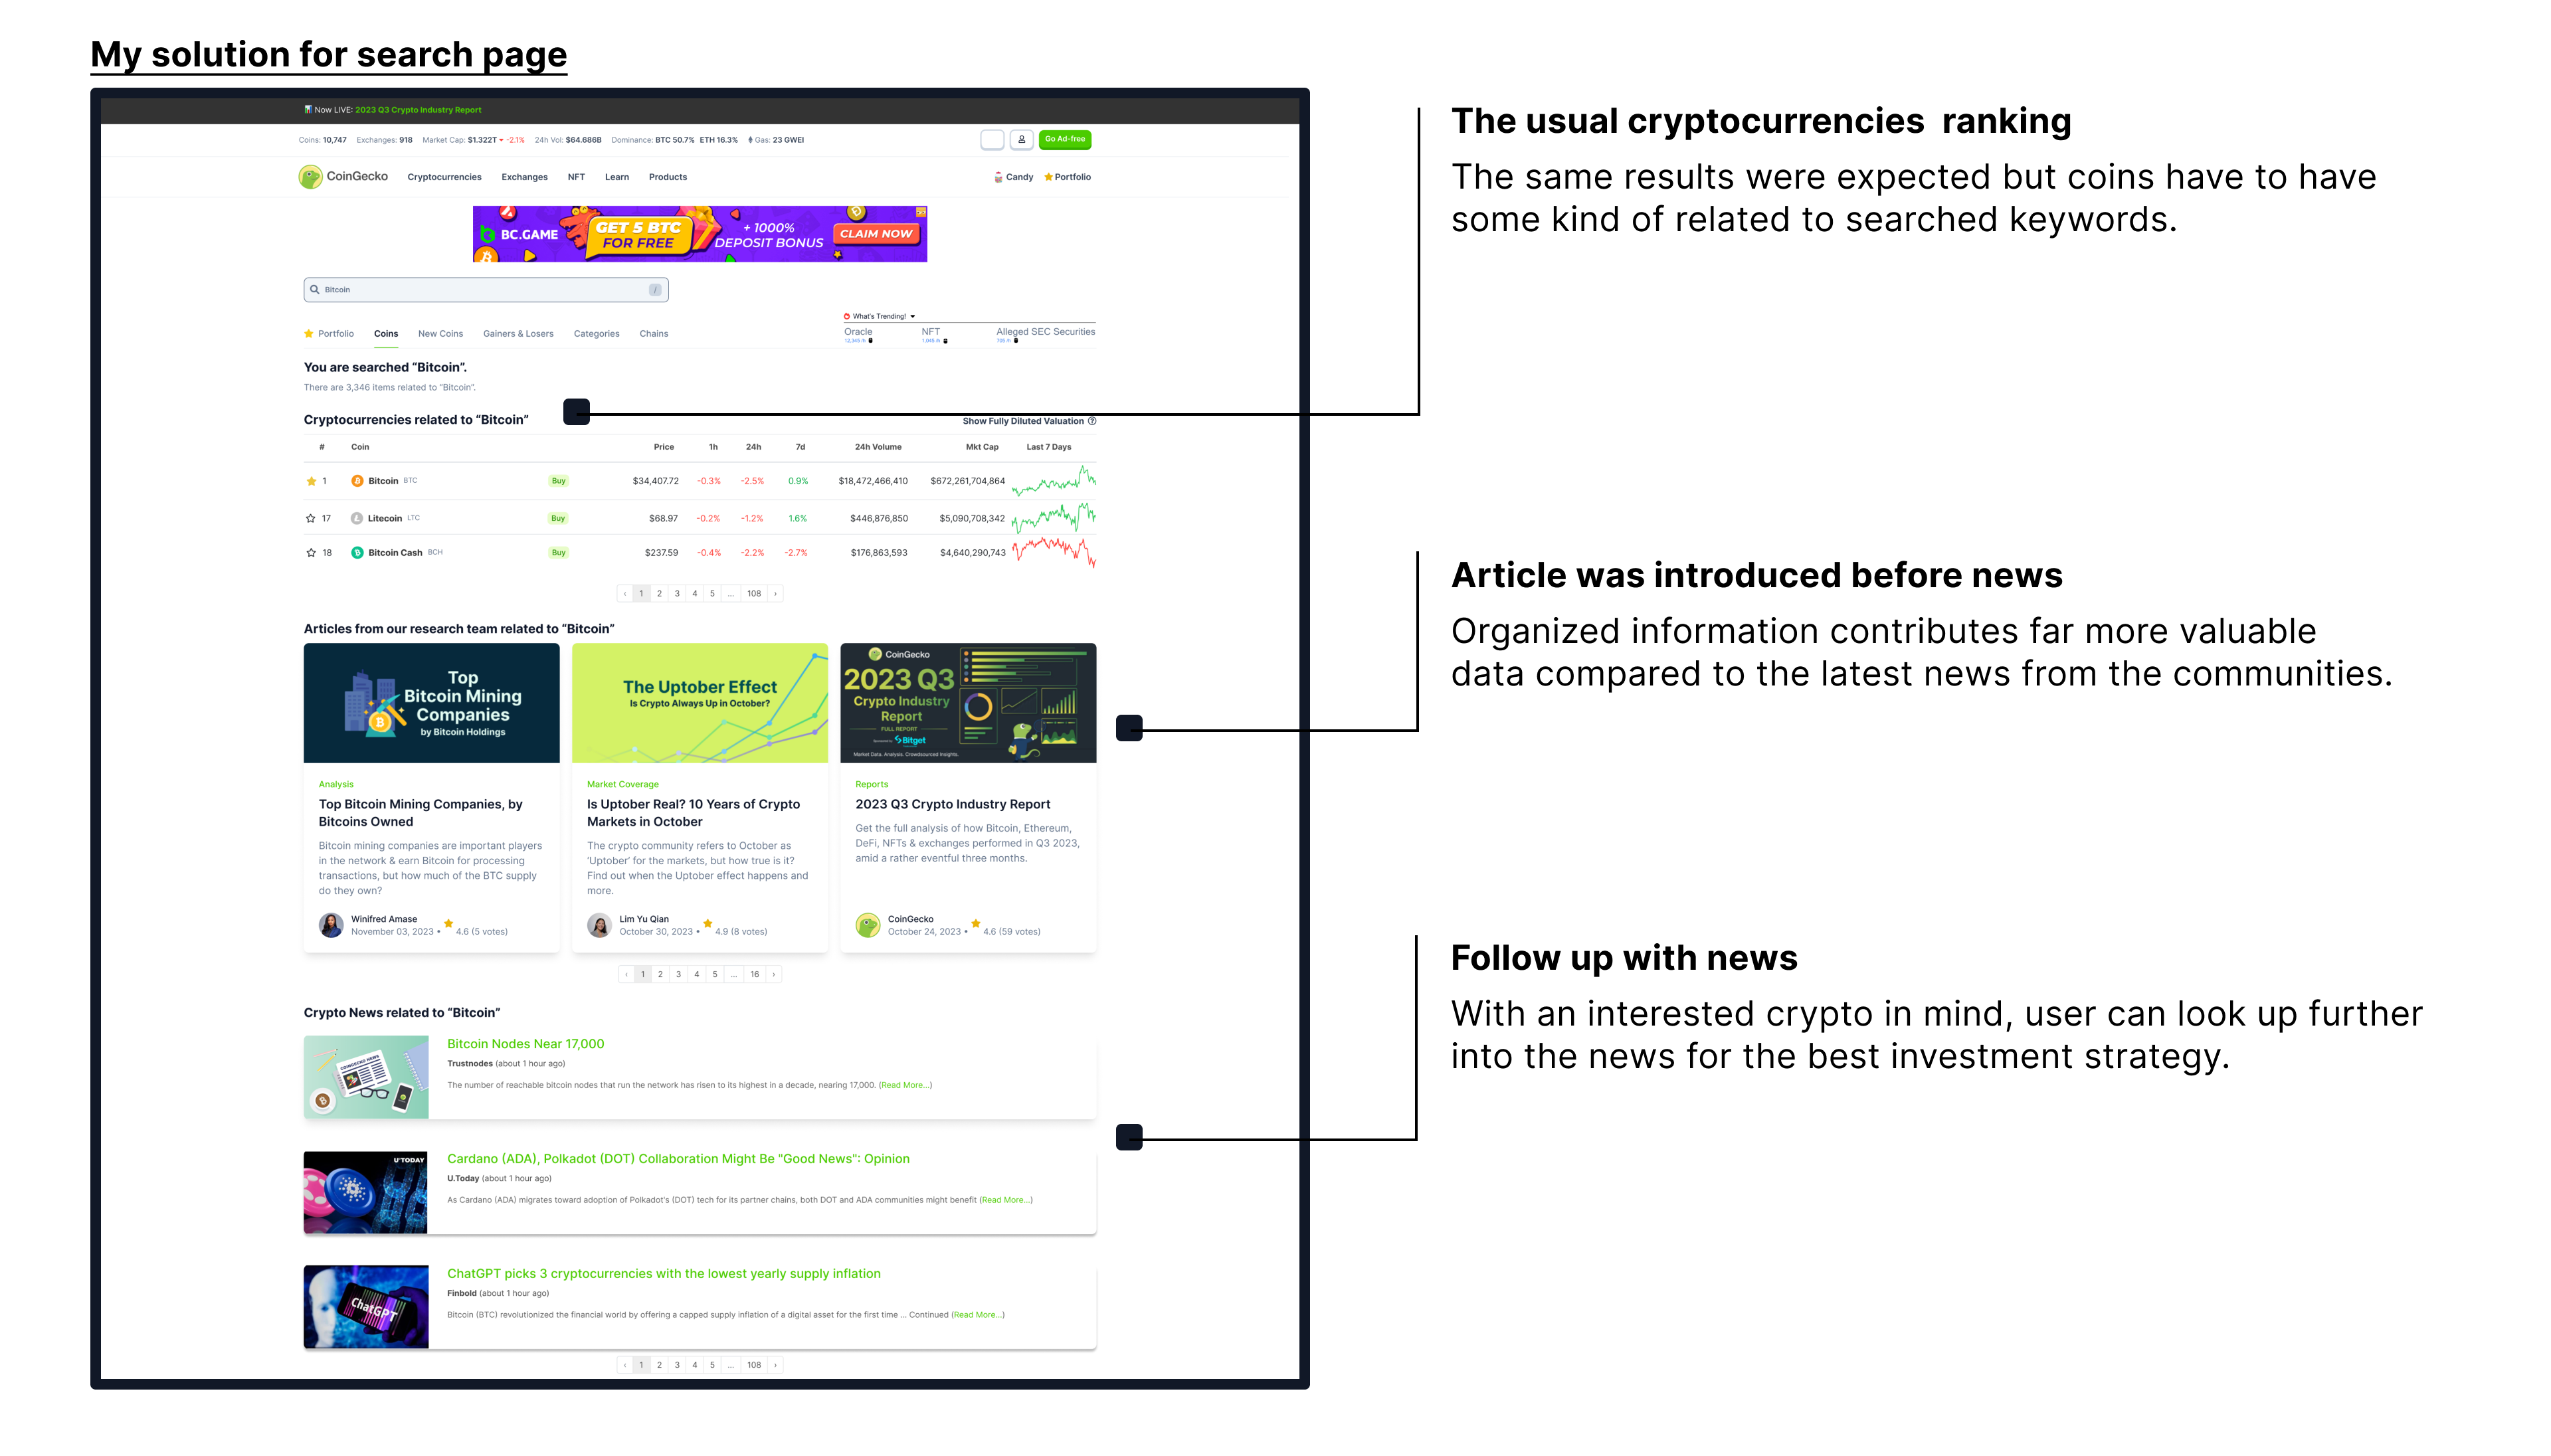 My solution for search page
Now LIVE: 2023 Q3 Crypto Industry Report
Coins: 10,747 Exchanges: 918 Market Cap: $1.322T -2.1% 24h Vol: $64.686B Dominance: BTC 50.7% ETH 16.3% Gas: 23 GWEI
Go Ad-free
CoinGecko Cryptocurrencies Exchanges NFT Learn Products Candy Portfolio
BC.GAME
GET 5 BTC
FOR FREE
+ 1000%
DEPOSIT BONUS
CLAIM NOW
Bitcoin /
What's Trending!
Oracle NFT Alleged SEC Securities
12,345 /h 1,045 /h 705 /h
Portfolio Coins New Coins Gainers & Losers Categories Chains
You are searched “Bitcoin”.
There are 3,346 items related to “Bitcoin”.
Cryptocurrencies related to “Bitcoin”
Show Fully Diluted Valuation
# Coin Price 1h 24h 7d 24h Volume Mkt Cap Last 7 Days
1 Bitcoin BTC Buy $34,407.72 -0.3% -2.5% 0.9% $18,472,466,410 $672,261,704,864
17 Litecoin LTC Buy $68.97 -0.2% -1.2% 1.6% $446,876,850 $5,090,708,342
18 Bitcoin Cash BCH Buy $237.59 -0.4% -2.2% -2.7% $176,863,593 $4,640,290,743
‹ 1 2 3 4 5 ... 108 ›
Articles from our research team related to “Bitcoin”
Top
Bitcoin Mining
Companies
by Bitcoin Holdings
Analysis
Top Bitcoin Mining Companies, by
Bitcoins Owned
Bitcoin mining companies are important players
in the network & earn Bitcoin for processing
transactions, but how much of the BTC supply
do they own?
Winifred Amase
November 03, 2023 • 4.6 (5 votes)
The Uptober Effect
Is Crypto Always Up in October?
Market Coverage
Is Uptober Real? 10 Years of Crypto
Markets in October
The crypto community refers to October as
‘Uptober’ for the markets, but how true is it?
Find out when the Uptober effect happens and
more.
Lim Yu Qian
October 30, 2023 • 4.9 (8 votes)
CoinGecko
2023 Q3
Crypto Industry
Report
FULL REPORT
Sponsored by Bitget
Market Data. Analysis. Crowdsourced Insights.
Reports
2023 Q3 Crypto Industry Report
Get the full analysis of how Bitcoin, Ethereum,
DeFi, NFTs & exchanges performed in Q3 2023,
amid a rather eventful three months.
CoinGecko
October 24, 2023 • 4.6 (59 votes)
‹ 1 2 3 4 5 ... 16 ›
Crypto News related to “Bitcoin”
COINGECKO NEWS
Bitcoin Nodes Near 17,000
Trustnodes (about 1 hour ago)
The number of reachable bitcoin nodes that run the network has risen to its highest in a decade, nearing 17,000. (Read More...)
U'TODAY
Cardano (ADA), Polkadot (DOT) Collaboration Might Be "Good News": Opinion
U.Today (about 1 hour ago)
As Cardano (ADA) migrates toward adoption of Polkadot's (DOT) tech for its partner chains, both DOT and ADA communities might benefit (Read More...)
ChatGPT
ChatGPT picks 3 cryptocurrencies with the lowest yearly supply inflation
Finbold (about 1 hour ago)
Bitcoin (BTC) revolutionized the financial world by offering a capped supply inflation of a digital asset for the first time ... Continued (Read More...)
‹ 1 2 3 4 5 ... 108 ›
The usual cryptocurrencies ranking
The same results were expected but coins have to have
some kind of related to searched keywords.
Article was introduced before news
Organized information contributes far more valuable
data compared to the latest news from the communities.
Follow up with news
With an interested crypto in mind, user can look up further
into the news for the best investment strategy.